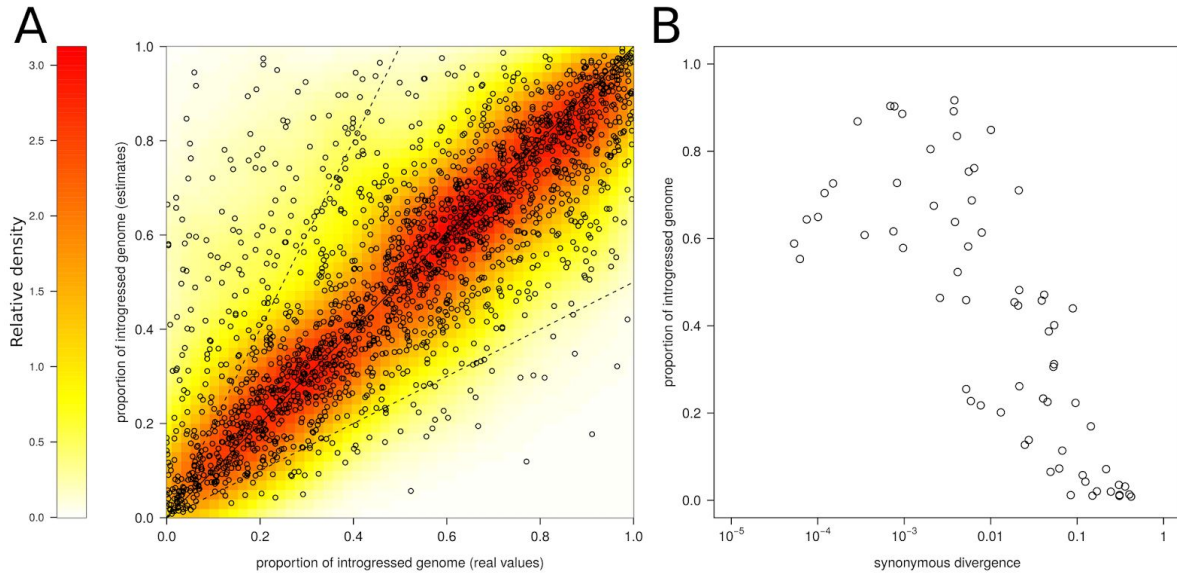 A
Relative density
3.0
2.5
2.0
1.5
1.0
0.5
0.0
proportion of introgressed genome (estimates)
1.0
0.8
0.6
0.4
0.2
0.0
0.0 0.2 0.4 0.6 0.8 1.0
proportion of introgressed genome (real values)
B
proportion of introgressed genome
1.0
0.8
0.6
0.4
0.2
0.0
10⁻⁵ 10⁻⁴ 10⁻³ 0.01 0.1 1
synonymous divergence